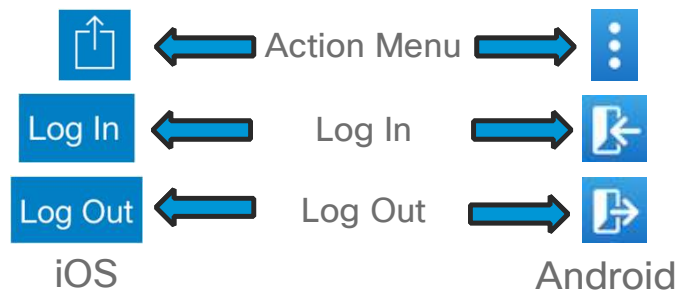 Action Menu
Log In Log In
Log Out Log Out
iOS Android